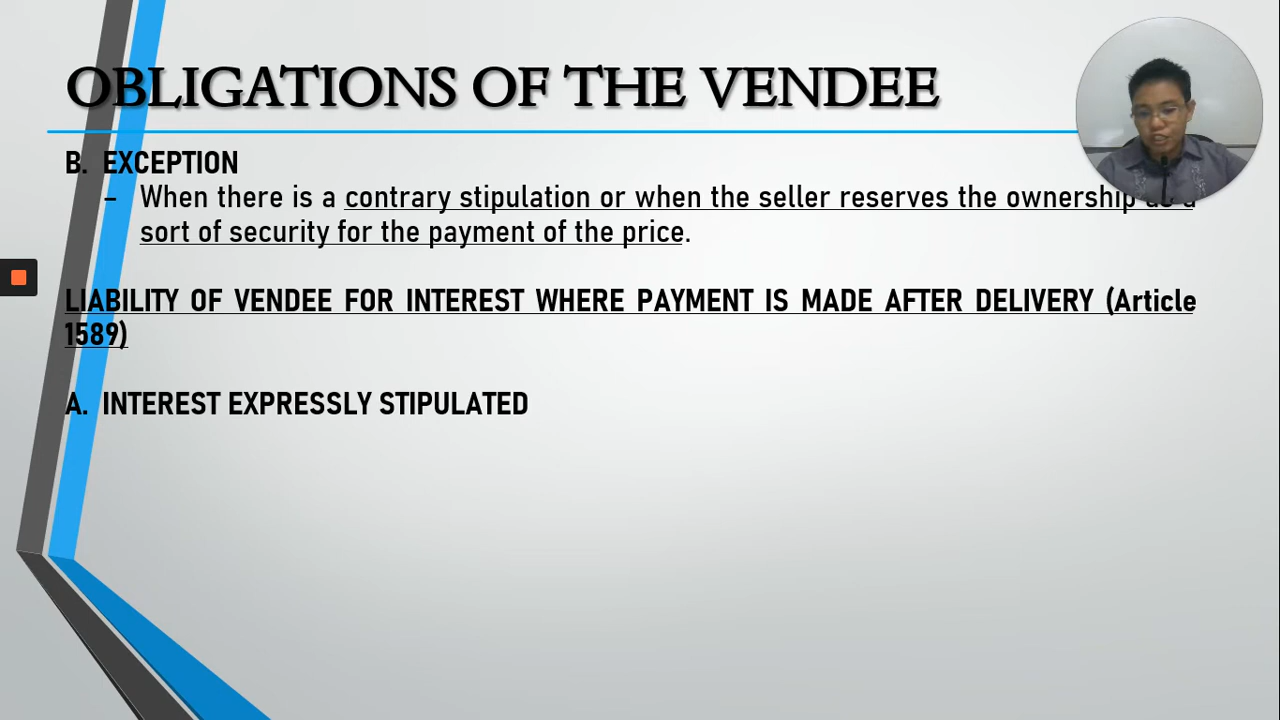 OBLIGATIONS OF THE VENDEE
B. EXCEPTION
– When there is a contrary stipulation or when the seller reserves the ownership as a
sort of security for the payment of the price.
LIABILITY OF VENDEE FOR INTEREST WHERE PAYMENT IS MADE AFTER DELIVERY (Article
1589)
A. INTEREST EXPRESSLY STIPULATED